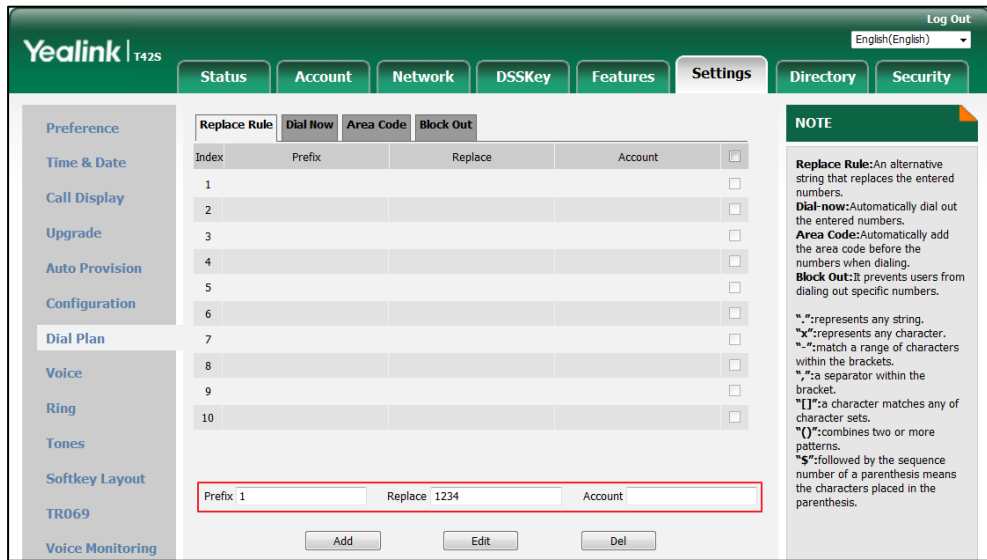 Log Out
Yealink T42S
English(English)
Status Account Network DSSKey Features Settings Directory Security
Preference
Time & Date
Call Display
Upgrade
Auto Provision
Configuration
Dial Plan
Voice
Ring
Tones
Softkey Layout
TR069
Voice Monitoring
Replace Rule Dial Now Area Code Block Out
Index Prefix Replace Account
1
2
3
4
5
6
7
8
9
10
Prefix 1 Replace 1234 Account
Add Edit Del
NOTE
Replace Rule:An alternative
string that replaces the entered
numbers.
Dial-now:Automatically dial out
the entered numbers.
Area Code:Automatically add
the area code before the
numbers when dialing.
Block Out:It prevents users from
dialing out specific numbers.
".":represents any string.
"x":represents any character.
"-":match a range of characters
within the brackets.
",":a separator within the
bracket.
"[]":a character matches any of
character sets.
"()":combines two or more
patterns.
"$":followed by the sequence
number of a parenthesis means
the characters placed in the
parenthesis.